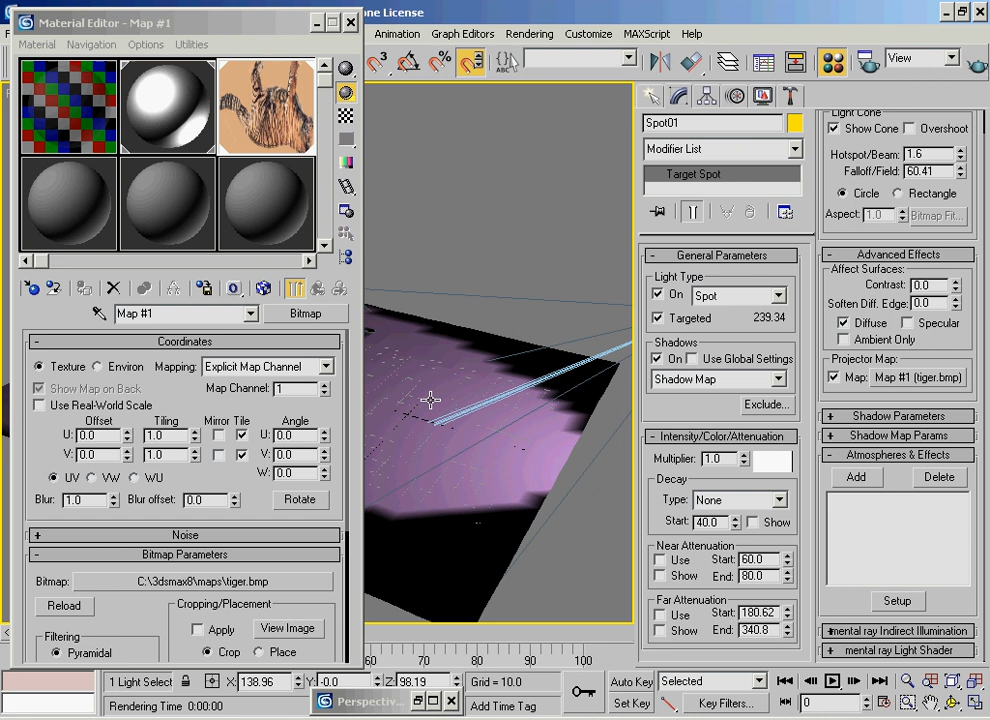 Material Editor - Map #1
one License
Material Navigation Options Utilities
Animation Graph Editors Rendering Customize MAXScript Help
3
%
ABC
View
Spot01
Modifier List
Target Spot
Light Cone
Show Cone Overshoot
Hotspot/Beam: 1.6
Falloff/Field: 60.41
Circle Rectangle
Aspect: 1.0 Bitmap Fit...
Map #1 Bitmap
Coordinates
Texture Environ Mapping: Explicit Map Channel
Show Map on Back Map Channel: 1
Use Real-World Scale
Offset Tiling Mirror Tile Angle
U: 0.0 1.0 U: 0.0
V: 0.0 1.0 V: 0.0
W: 0.0
UV VW WU
Blur: 1.0 Blur offset: 0.0 Rotate
Noise
Bitmap Parameters
Bitmap: C:\3dsmax8\maps\tiger.bmp
Reload
Cropping/Placement
Apply View Image
Filtering
Pyramidal
Crop Place
General Parameters
Light Type
On Spot
Targeted 239.34
Shadows
On Use Global Settings
Shadow Map
Exclude...
Intensity/Color/Attenuation
Multiplier: 1.0
Decay
Type: None
Start: 40.0 Show
Near Attenuation
Use Start: 60.0
Show End: 80.0
Far Attenuation
Use Start: 180.62
Show End: 340.8
Advanced Effects
Affect Surfaces:
Contrast: 0.0
Soften Diff. Edge: 0.0
Diffuse Specular
Ambient Only
Projector Map:
Map: Map #1 (tiger.bmp)
Shadow Parameters
Shadow Map Params
Atmospheres & Effects
Add Delete
Setup
mental ray Indirect Illumination
mental ray Light Shader
60 70 80 90 100
1 Light Select X: 138.96 Y: -0.0 Z: 98.19 Grid = 10.0
Rendering Time 0:00:00
Perspectiv...
Add Time Tag
Auto Key Selected
Set Key Key Filters...
0